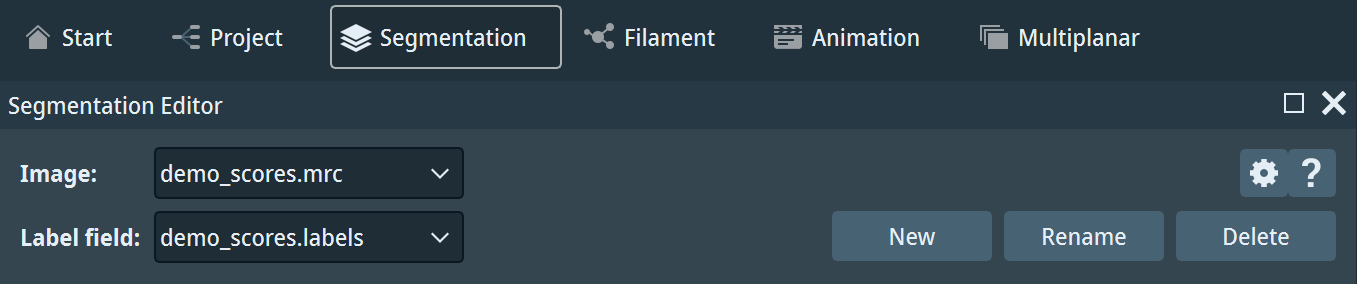 Start Project Segmentation Filament Animation Multiplanar
Segmentation Editor
Image: demo_scores.mrc ?
Label field: demo_scores.labels New Rename Delete